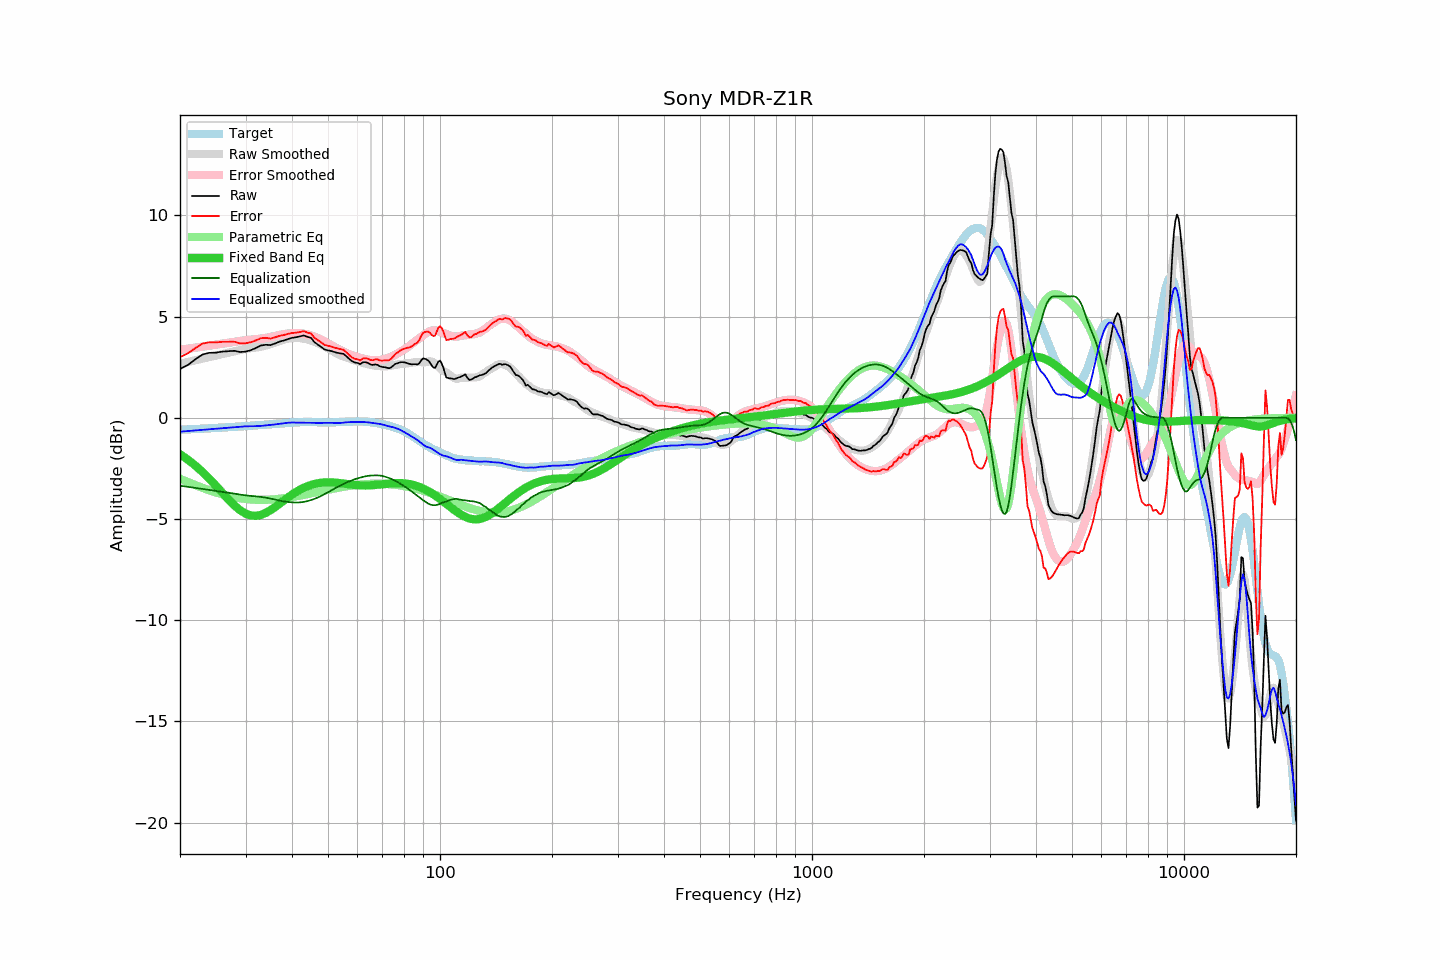 Sony MDR-Z1R
Target
Raw Smoothed
Error Smoothed
Raw
Error
Parametric Eq
Fixed Band Eq
Equalization
Equalized smoothed
10
5
0
−5
−10
−15
−20
Amplitude (dBr)
100
1000
10000
Frequency (Hz)